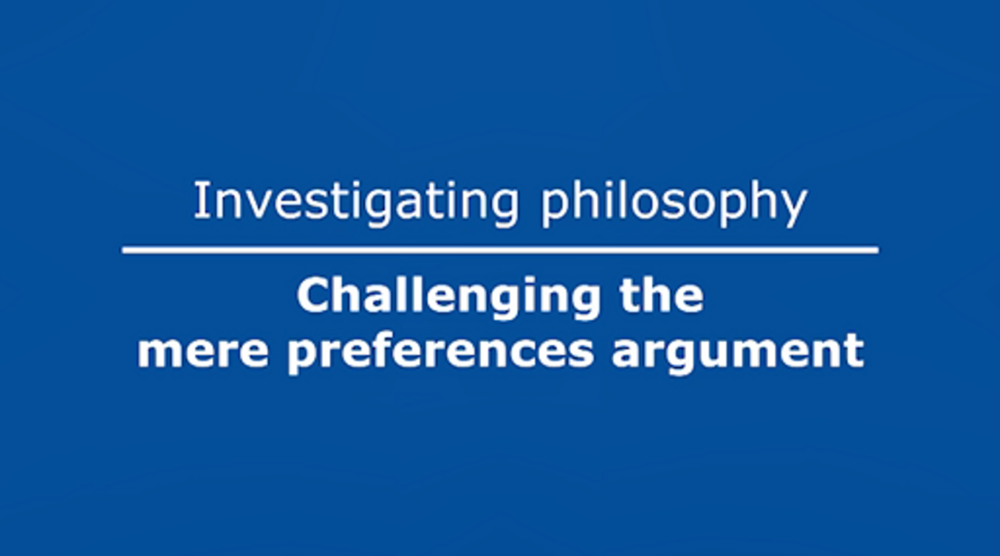 Investigating philosophy
Challenging the
mere preferences argument